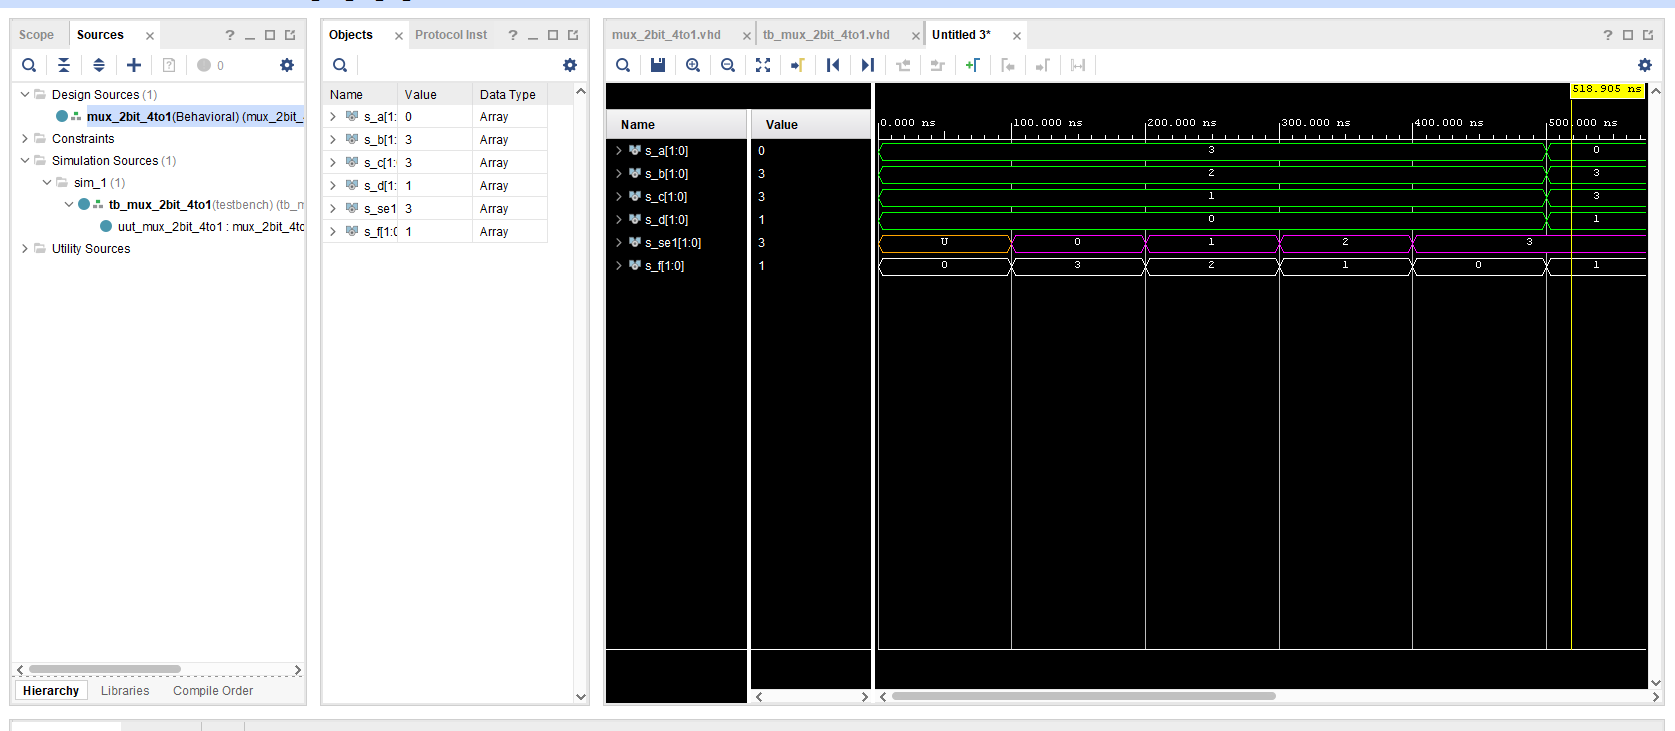 Scope
Sources
?
0
Design Sources (1)
mux_2bit_4to1(Behavioral) (mux_2bit_
Constraints
Simulation Sources (1)
sim_1 (1)
tb_mux_2bit_4to1(testbench) (tb_m
uut_mux_2bit_4to1 : mux_2bit_4to
Utility Sources
Hierarchy Libraries Compile Order
Objects
Protocol Inst
?
Name Value Data Type
s_a[1: 0 Array
s_b[1: 3 Array
s_c[1: 3 Array
s_d[1: 1 Array
s_se1 3 Array
s_f[1:0 1 Array
mux_2bit_4to1.vhd
tb_mux_2bit_4to1.vhd
Untitled 3*
?
518.905 ns
Name Value
0.000 ns 100.000 ns 200.000 ns 300.000 ns 400.000 ns 500.000 ns
s_a[1:0] 0 3 0
s_b[1:0] 3 2 3
s_c[1:0] 3 1 3
s_d[1:0] 1 0 1
s_se1[1:0] 3 U 0 1 2 3
s_f[1:0] 1 0 3 2 1 0 1